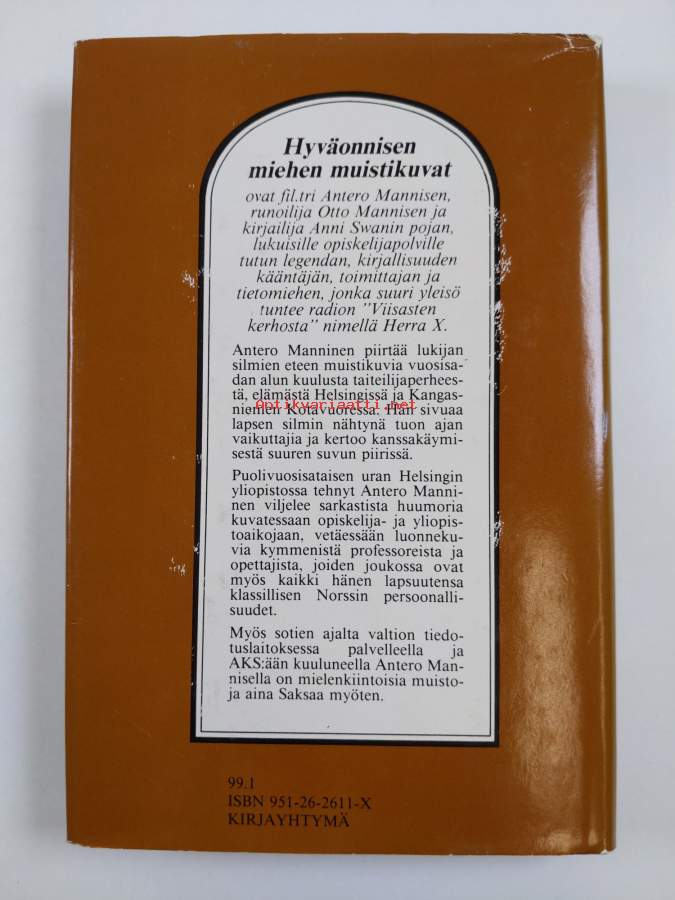 Hyväonnisen
miehen muistikuvat
ovat fil.tri Antero Mannisen,
runoilija Otto Mannisen ja
kirjailija Anni Swanin pojan,
lukuisille opiskelijapolville
tutun legendan, kirjallisuuden
kääntäjän, toimittajan ja
tietomiehen, jonka suuri yleisö
tuntee radion ”Viisasten
kerhosta” nimellä Herra X.
Antero Manninen piirtää lukijan
silmien eteen muistikuvia vuosisa-
dan alun kuulusta taiteilijaperhees-
tä, elämästä Helsingissä ja Kangas-
niemen Kotavuoressa. Hän sivuaa
Antikvariaatti.net
lapsen silmin nähtynä tuon ajan
vaikuttajia ja kertoo kanssakäymi-
sestä suuren suvun piirissä.
Puolivuosisataisen uran Helsingin
yliopistossa tehnyt Antero Manni-
nen viljelee sarkastista huumoria
kuvatessaan opiskelija- ja yliopis-
toaikojaan, vetäessään luonneku-
via kymmenistä professoreista ja
opettajista, joiden joukossa ovat
myös kaikki hänen lapsuutensa
klassillisen Norssin persoonalli-
suudet.
Myös sotien ajalta valtion tiedo-
tuslaitoksessa palvelleella ja
AKS:ään kuuluneella Antero Man-
nisella on mielenkiintoisia muisto-
ja aina Saksaa myöten.
99.1
ISBN 951-26-2611-X
KIRJAYHTYMÄ